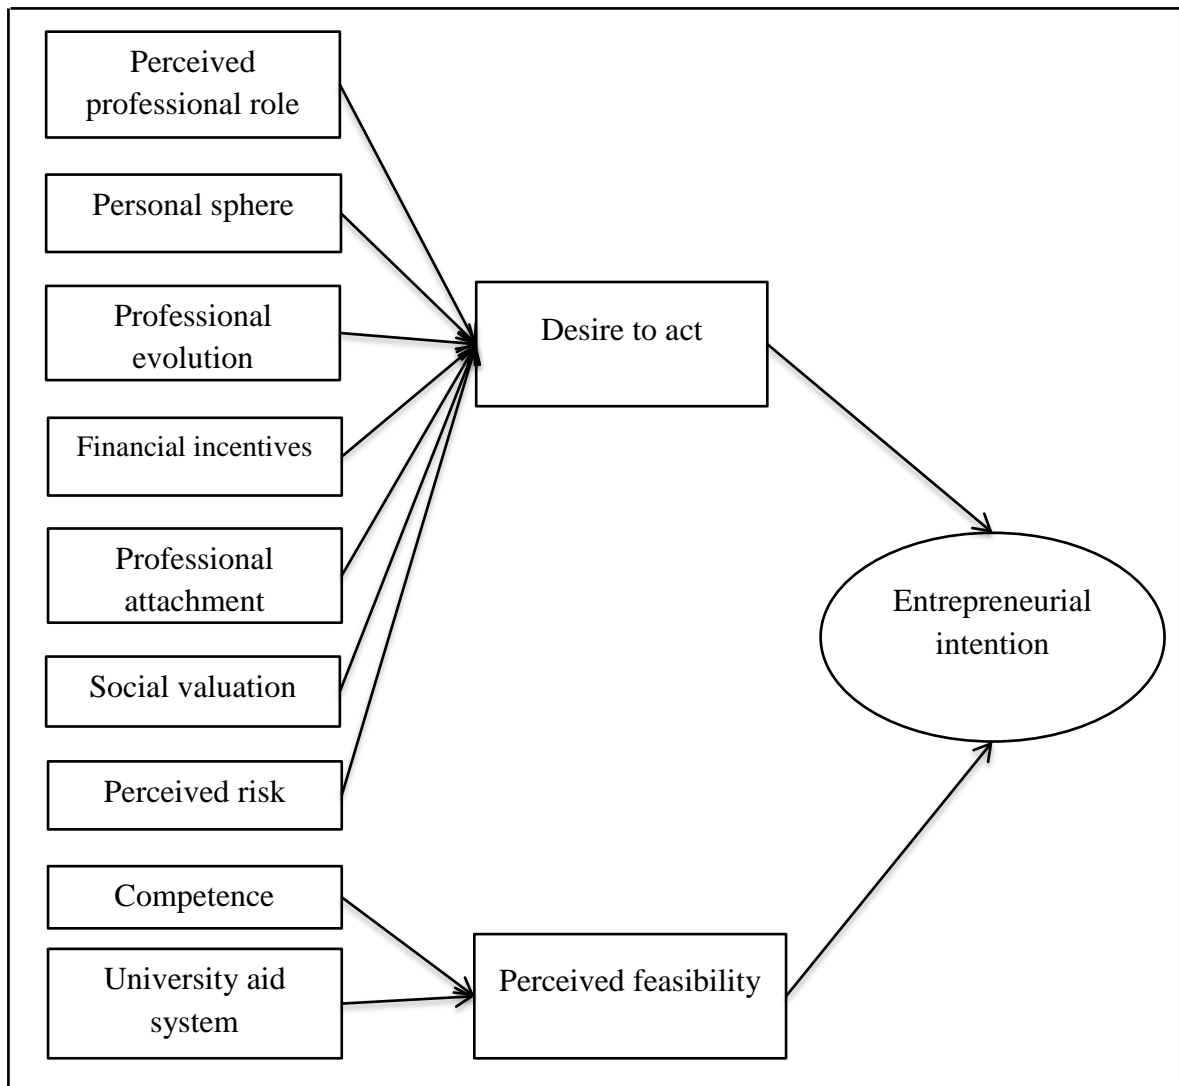 Perceived
professional role
Personal sphere
Professional
evolution
Financial incentives
Professional
attachment
Social valuation
Perceived risk
Competence
University aid
system
Desire to act
Perceived feasibility
Entrepreneurial
intention